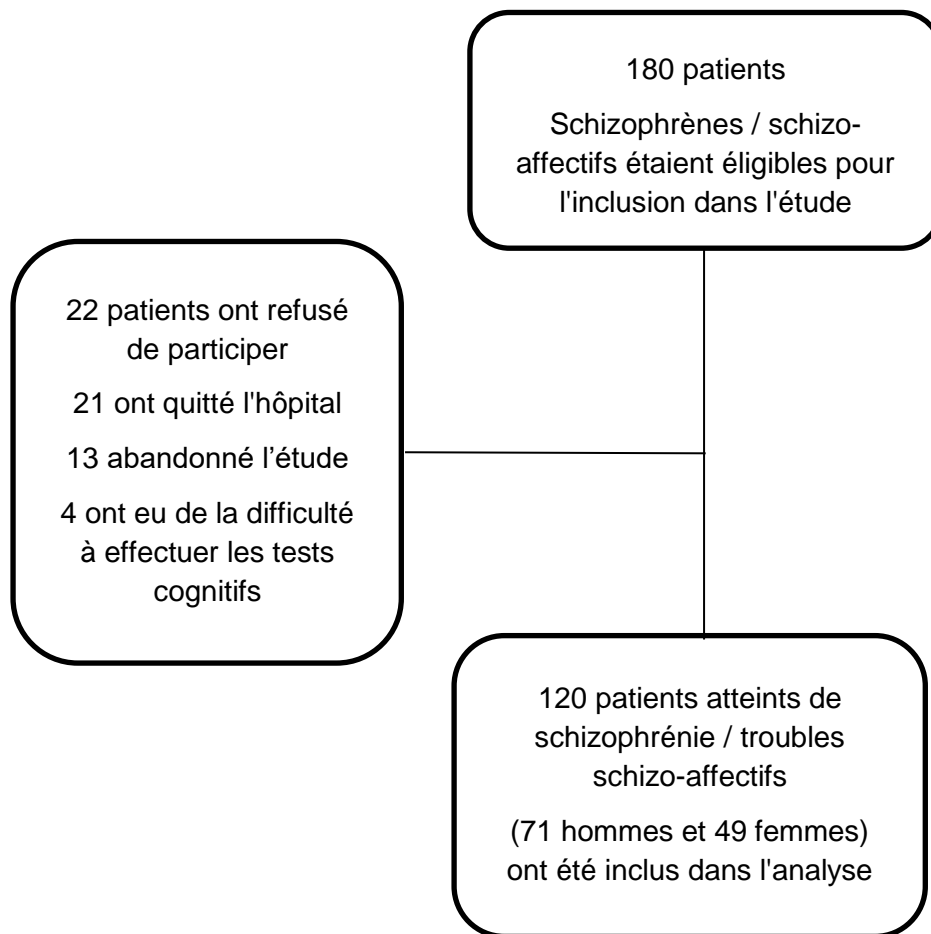 180 patients
Schizophrènes / schizo-
affectifs étaient éligibles pour
l'inclusion dans l'étude
22 patients ont refusé
de participer
21 ont quitté l'hôpital
13 abandonné l’étude
4 ont eu de la difficulté
à effectuer les tests
cognitifs
120 patients atteints de
schizophrénie / troubles
schizo-affectifs
(71 hommes et 49 femmes)
ont été inclus dans l'analyse